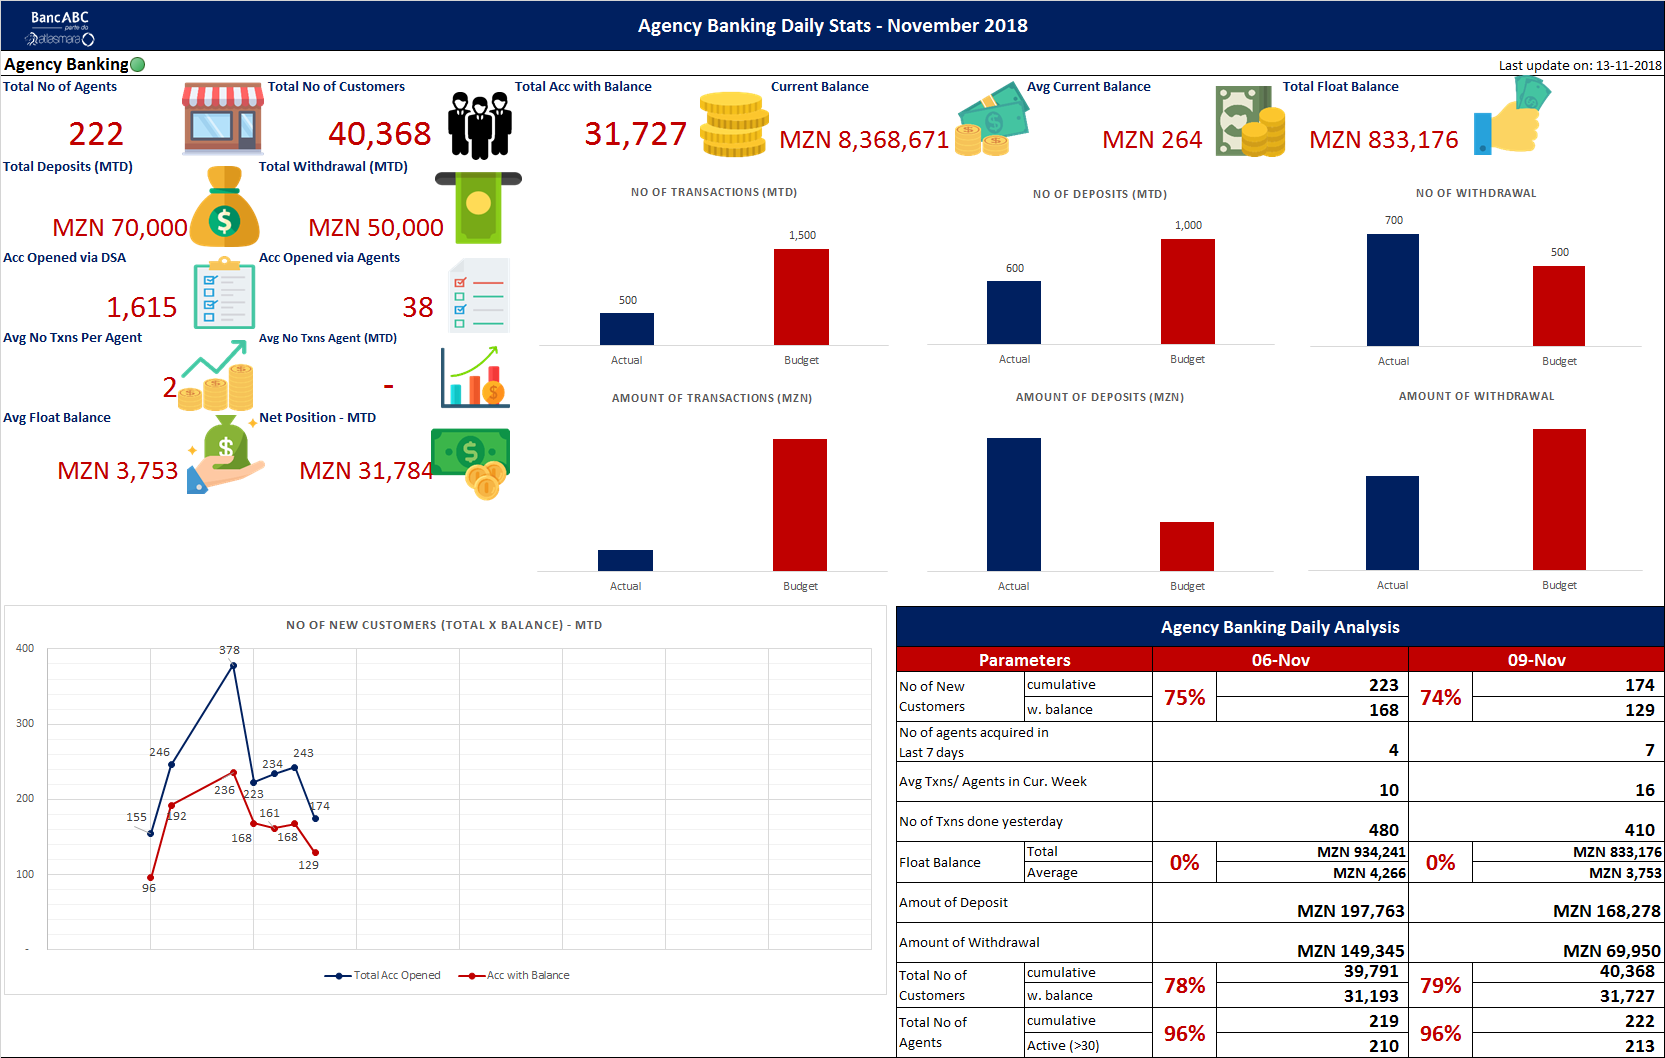 BancABC
parte do
atlasmara
Agency Banking Daily Stats - November 2018
Agency Banking
Last update on: 13-11-2018
Total No of Agents
Total No of Customers
Total Acc with Balance
Current Balance
Avg Current Balance
Total Float Balance
222
40,368
31,727
MZN 8,368,671
MZN 264
MZN 833,176
Total Deposits (MTD)
Total Withdrawal (MTD)
MZN 70,000
MZN 50,000
Acc Opened via DSA
Acc Opened via Agents
1,615
38
Avg No Txns Per Agent
Avg No Txns Agent (MTD)
2
-
Avg Float Balance
Net Position - MTD
MZN 3,753
MZN 31,784
NO OF TRANSACTIONS (MTD)
500
1,500
Actual
Budget
NO OF DEPOSITS (MTD)
600
1,000
Actual
Budget
NO OF WITHDRAWAL
700
500
Actual
Budget
AMOUNT OF TRANSACTIONS (MZN)
Actual
Budget
AMOUNT OF DEPOSITS (MZN)
Actual
Budget
AMOUNT OF WITHDRAWAL
Actual
Budget
NO OF NEW CUSTOMERS (TOTAL X BALANCE) - MTD
400
300
200
100
-
155
246
378
223
234
243
174
96
192
236
168
161
168
129
Total Acc Opened
Acc with Balance
Agency Banking Daily Analysis
Parameters
06-Nov
09-Nov
No of New
Customers
cumulative
75%
223
74%
174
w. balance
168
129
No of agents acquired in
Last 7 days
4
7
Avg Txns/ Agents in Cur. Week
10
16
No of Txns done yesterday
480
410
Float Balance
Total
0%
MZN 934,241
0%
MZN 833,176
Average
MZN 4,266
MZN 3,753
Amout of Deposit
MZN 197,763
MZN 168,278
Amount of Withdrawal
MZN 149,345
MZN 69,950
Total No of
Customers
cumulative
78%
39,791
79%
40,368
w. balance
31,193
31,727
Total No of
Agents
cumulative
96%
219
96%
222
Active (>30)
210
213